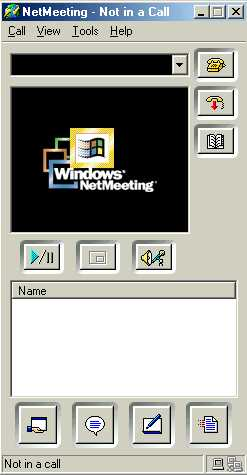 NetMeeting - Not in a Call
Call View Tools Help
Windows
NetMeeting
Name
Not in a call